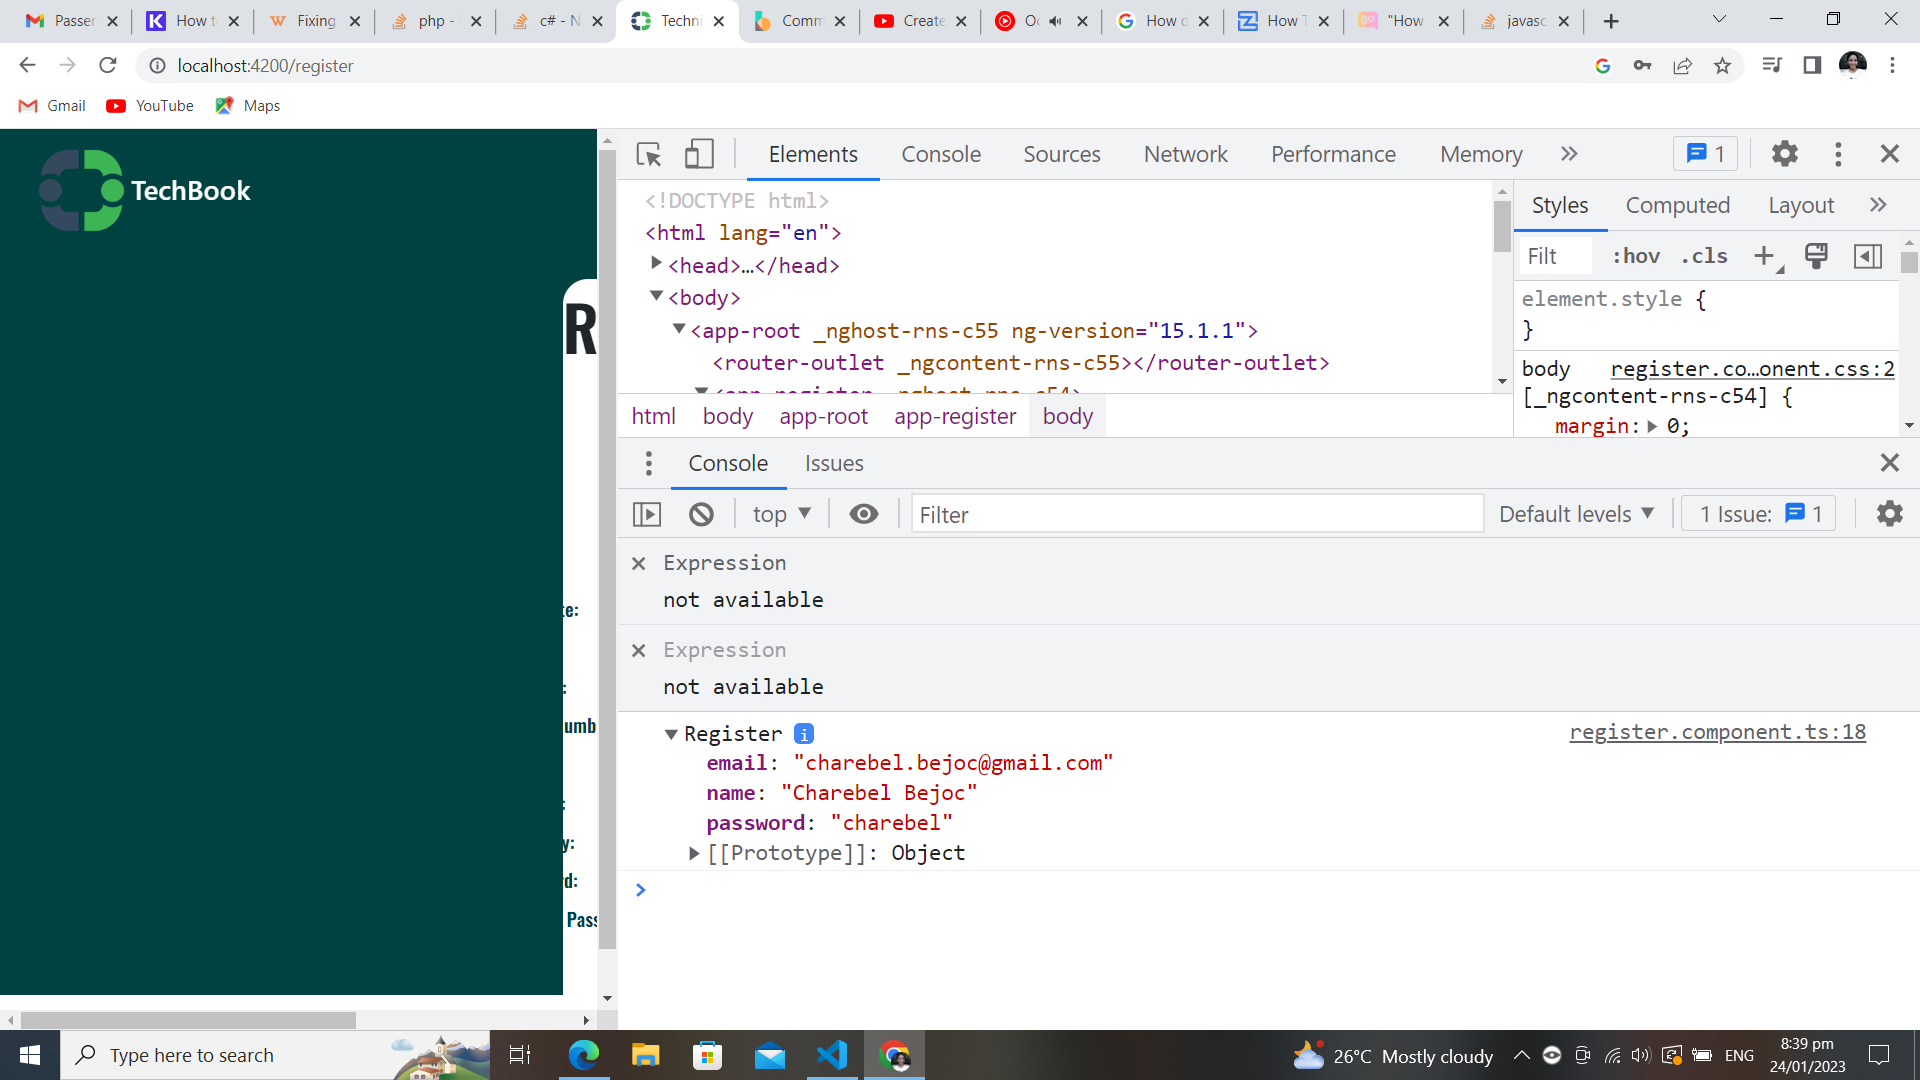 Passer
How to
Fixing
php -
c# - N
Techni
Comm
Create
Oc
How d
How T
"How
javasc
localhost:4200/register
Gmail
YouTube
Maps
TechBook
R
te:
:
umb
:
y:
rd:
Pass
Elements
Console
Sources
Network
Performance
Memory
1
<!DOCTYPE html>
<html lang="en">
<head>…</head>
<body>
<app-root _nghost-rns-c55 ng-version="15.1.1">
<router-outlet _ngcontent-rns-c55></router-outlet>
<app-register _nghost-rns-c54>
html body app-root app-register body
Styles
Computed
Layout
Filt
:hov .cls
element.style {
}
body register.co…onent.css:2
[_ngcontent-rns-c54] {
margin: 0;
Console
Issues
top
Filter
Default levels
1 Issue: 1
Expression
not available
Expression
not available
Register i
register.component.ts:18
email: "charebel.bejoc@gmail.com"
name: "Charebel Bejoc"
password: "charebel"
[[Prototype]]: Object
Type here to search
26°C Mostly cloudy
ENG
8:39 pm
24/01/2023